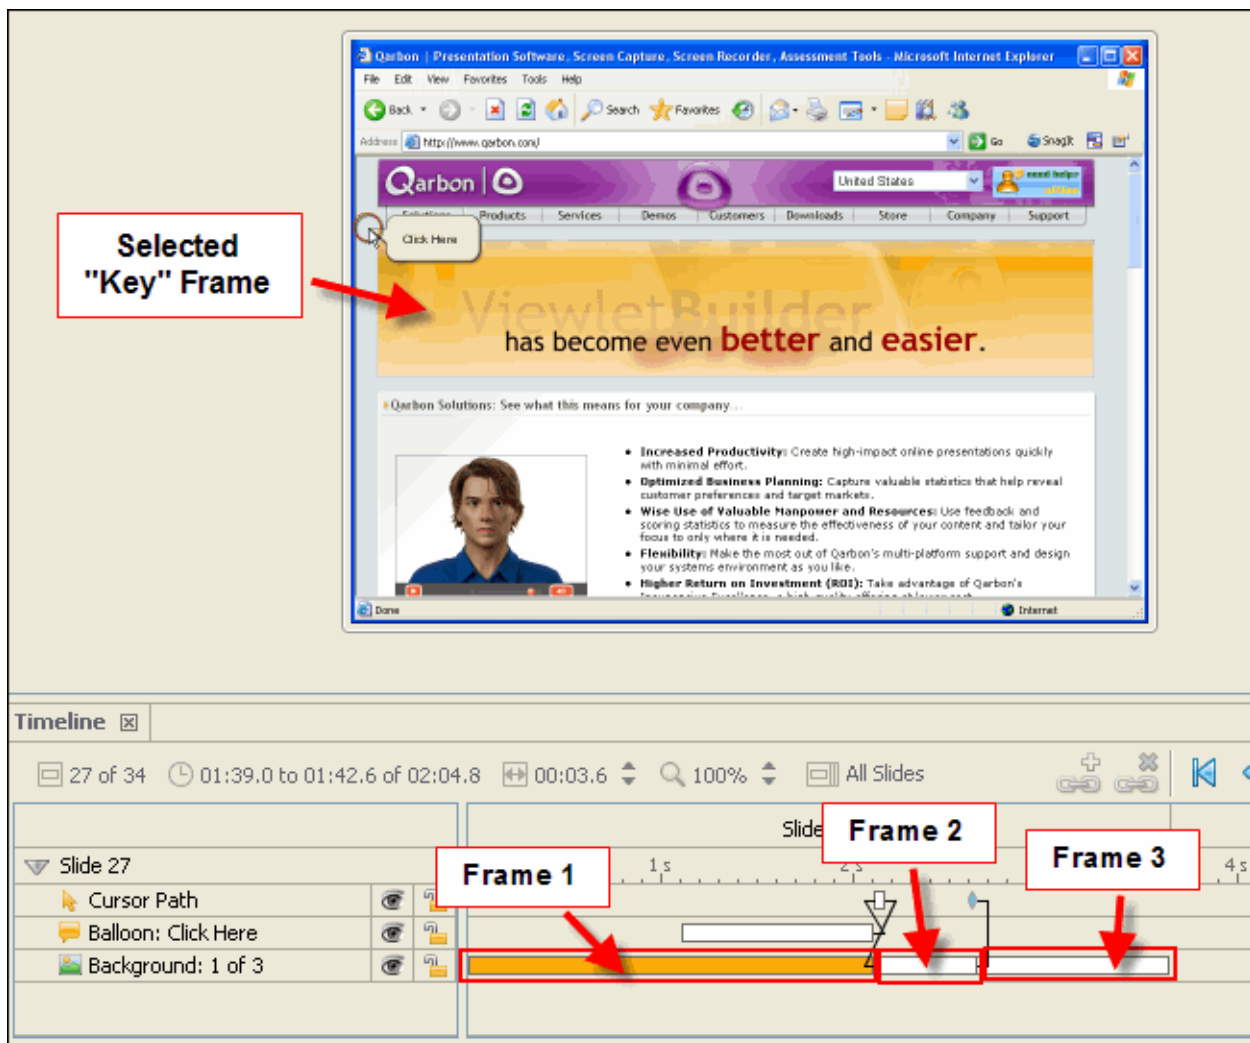 Qarbon | Presentation Software, Screen Capture, Screen Recorder, Assessment Tools - Microsoft Internet Explorer
File Edit View Favorites Tools Help
Back Search Favorites
Address http://www.qarbon.com/ Go SnagIt
Qarbon United States need help?
offline
Solutions Products Services Demos Customers Downloads Store Company Support
Click Here
Selected
"Key" Frame
ViewletBuilder
has become even better and easier.
Qarbon Solutions: See what this means for your company...
• Increased Productivity: Create high-impact online presentations quickly
with minimal effort.
• Optimized Business Planning: Capture valuable statistics that help reveal
customer preferences and target markets.
• Wise Use of Valuable Manpower and Resources: Use feedback and
scoring statistics to measure the effectiveness of your content and tailor your
focus to only where it is needed.
• Flexibility: Make the most out of Qarbon's multi-platform support and design
your systems environment as you like.
• Higher Return on Investment (ROI): Take advantage of Qarbon's
Done Internet
Timeline
27 of 34 01:39.0 to 01:42.6 of 02:04.8 00:03.6 100% All Slides
Slide
Frame 2
Slide 27
Frame 1 1s 2s Frame 3 4s
Cursor Path
Balloon: Click Here
Background: 1 of 3